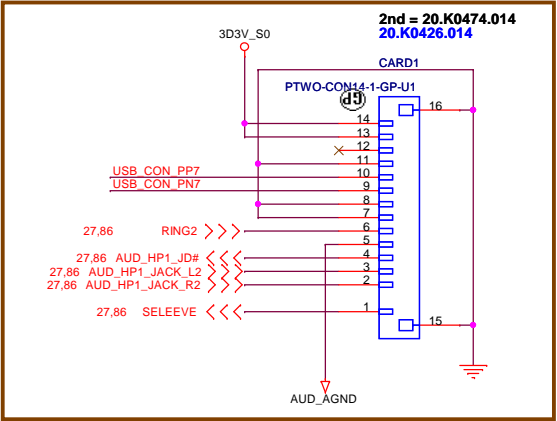 2nd = 20.K0474.014
20.K0426.014
3D3V_S0
CARD1
PTWO-CON14-1-GP-U1
GP
16
14
13
12
11
USB_CON_PP7 10
USB_CON_PN7 9
8
7
27,86 RING2 6
5
27,86 AUD_HP1_JD# 4
27,86 AUD_HP1_JACK_L2 3
27,86 AUD_HP1_JACK_R2 2
27,86 SELEEVE 1
15
AUD_AGND